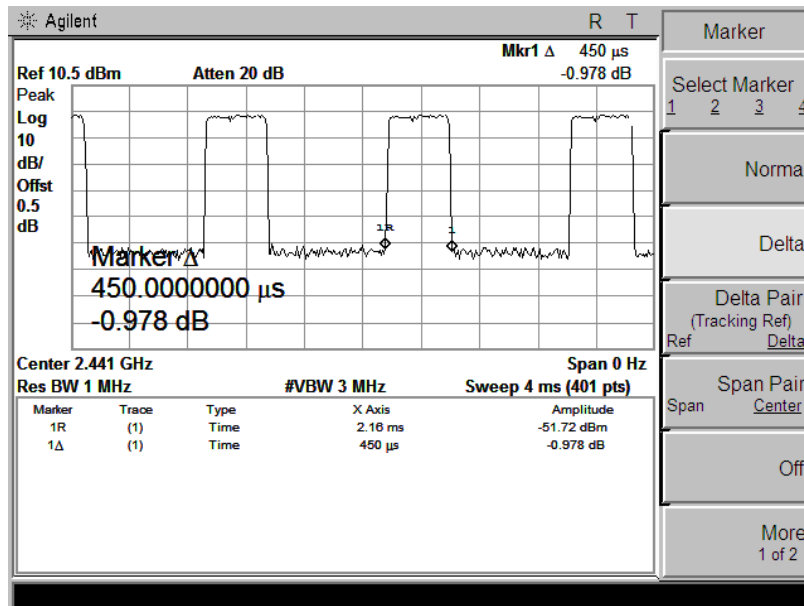 Agilent R T
Mkr1 Δ 450 μs
Ref 10.5 dBm Atten 20 dB -0.978 dB
Peak
Log
10
dB/
Offst
0.5
dB
1R 1
Marker Δ
450.0000000 μs
-0.978 dB
Center 2.441 GHz Span 0 Hz
Res BW 1 MHz #VBW 3 MHz Sweep 4 ms (401 pts)
Marker Trace Type X Axis Amplitude
1R (1) Time 2.16 ms -51.72 dBm
1Δ (1) Time 450 μs -0.978 dB
Marker
Select Marker
1 2 3 4
Norma
Delta
Delta Pair
(Tracking Ref)
Ref Delta
Span Pair
Span Center
Off
More
1 of 2